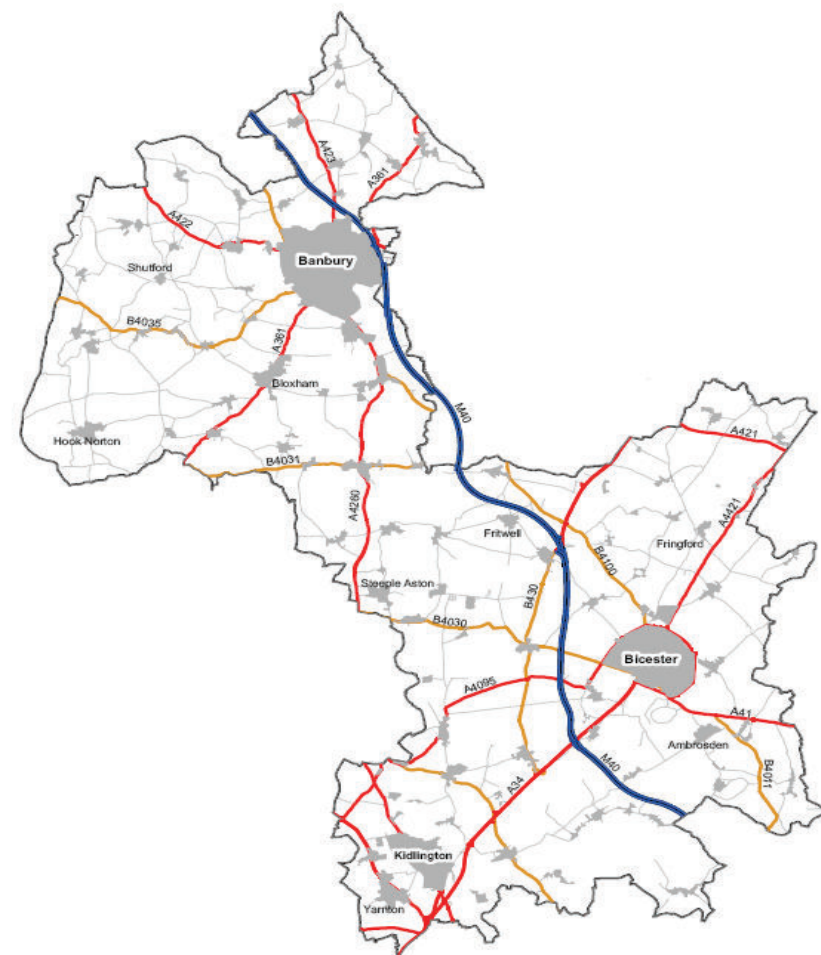 A423
A361
A422
Banbury
Shutford
B4035
A361
Bloxham
M40
Hook Norton
A421
B4031
A4260
A4421
Fritwell
Fringford
B4100
Steeple Aston
B430
B4030
Bicester
A4095
A41
Ambrosden
M40
B4011
A34
Kidlington
Yarnton